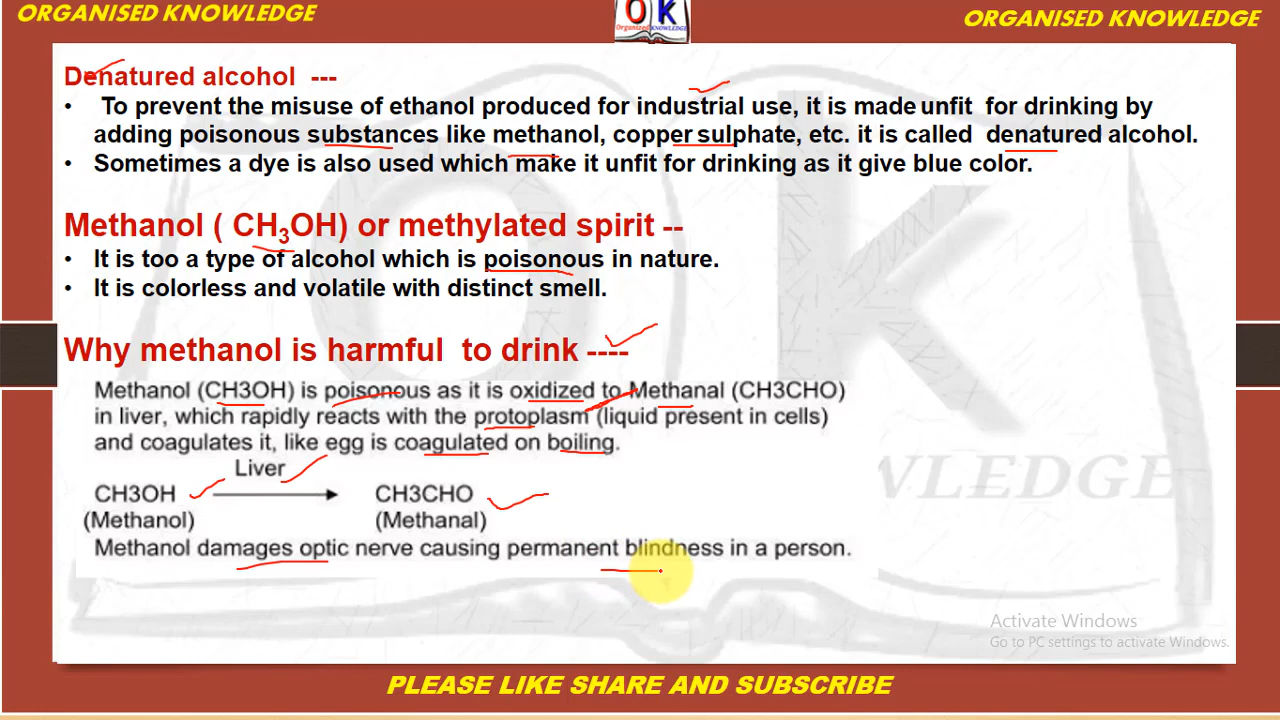 ORGANISED KNOWLEDGE
O K
Organized Knowledge
ORGANISED KNOWLEDGE
Denatured alcohol ---
• To prevent the misuse of ethanol produced for industrial use, it is made unfit for drinking by
adding poisonous substances like methanol, copper sulphate, etc. it is called denatured alcohol.
• Sometimes a dye is also used which make it unfit for drinking as it give blue color.
Methanol ( CH3OH) or methylated spirit --
• It is too a type of alcohol which is poisonous in nature.
• It is colorless and volatile with distinct smell.
Why methanol is harmful to drink ----
Methanol (CH3OH) is poisonous as it is oxidized to Methanal (CH3CHO)
in liver, which rapidly reacts with the protoplasm (liquid present in cells)
and coagulates it, like egg is coagulated on boiling.
Liver
CH3OH CH3CHO
(Methanol) (Methanal)
Methanol damages optic nerve causing permanent blindness in a person.
OK
WLEDGE
Activate Windows
Go to PC settings to activate Windows.
PLEASE LIKE SHARE AND SUBSCRIBE